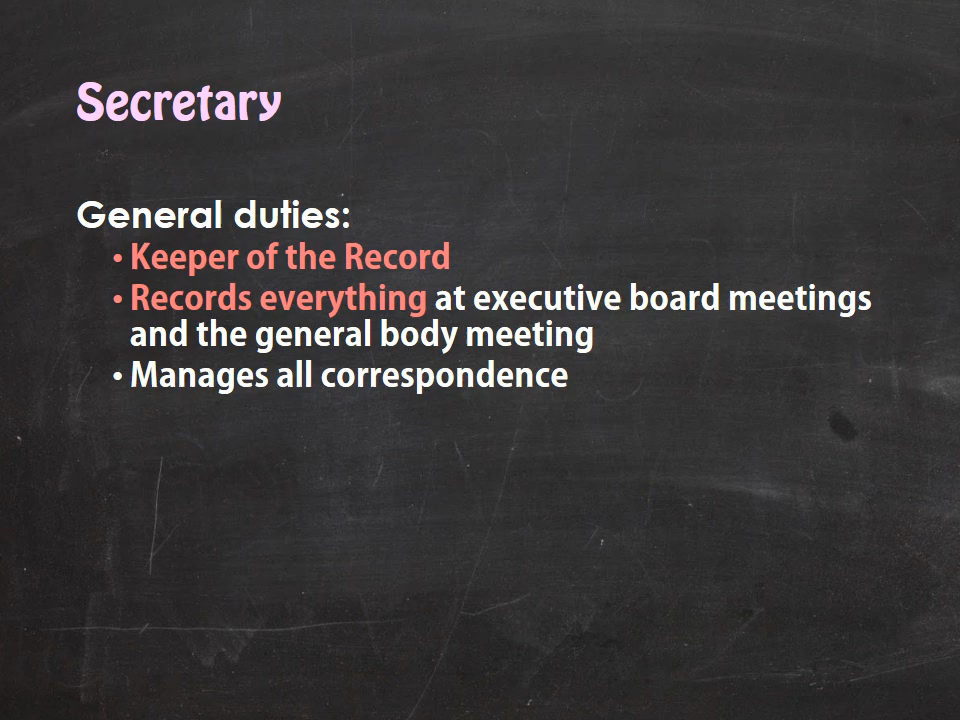 Secretary
General duties:
• Keeper of the Record
• Records everything at executive board meetings
and the general body meeting
• Manages all correspondence